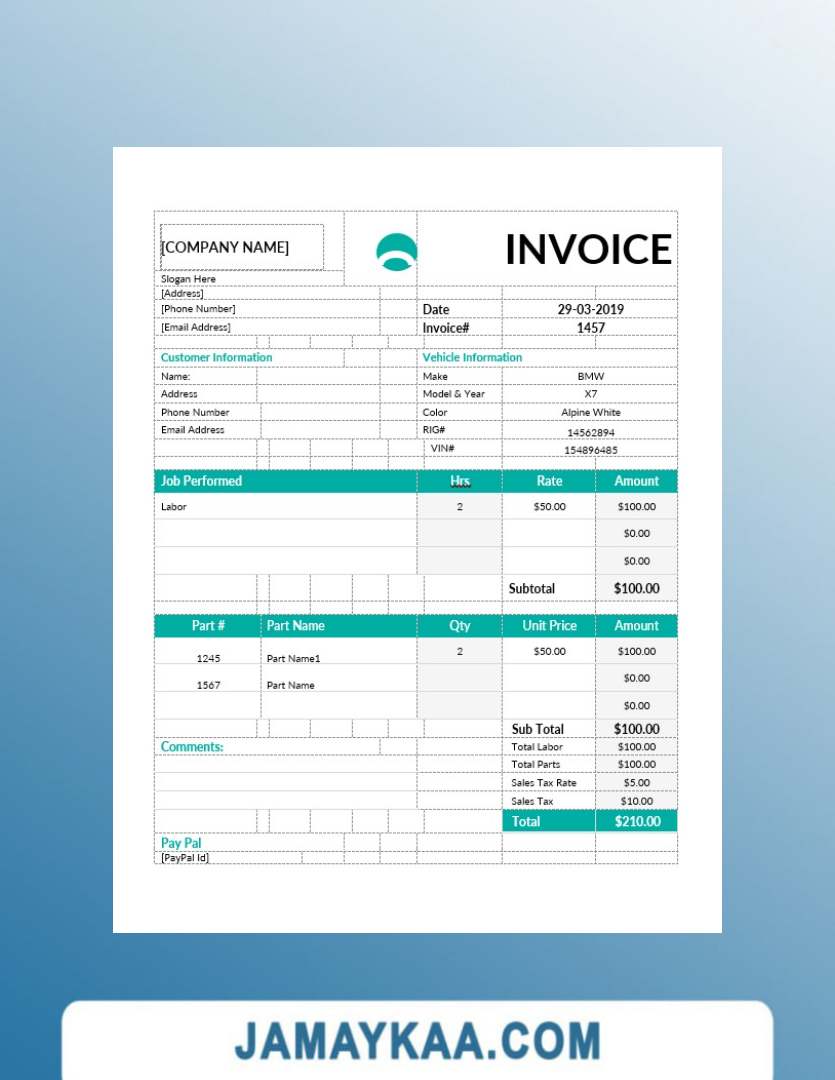 [COMPANY NAME]
INVOICE
Slogan Here
[Address]
[Phone Number] Date 29-03-2019
[Email Address] Invoice# 1457
Customer Information Vehicle Information
Name: Make BMW
Address Model & Year X7
Phone Number Color Alpine White
Email Address RIG# 14562894
VIN# 154896485
Job Performed Hrs Rate Amount
Labor 2 $50.00 $100.00
$0.00
$0.00
Subtotal $100.00
Part # Part Name Qty Unit Price Amount
1245 Part Name1 2 $50.00 $100.00
1567 Part Name $0.00
$0.00
Sub Total $100.00
Comments: Total Labor $100.00
Total Parts $100.00
Sales Tax Rate $5.00
Sales Tax $10.00
Total $210.00
Pay Pal
[PayPal Id]
JAMAYKAA.COM